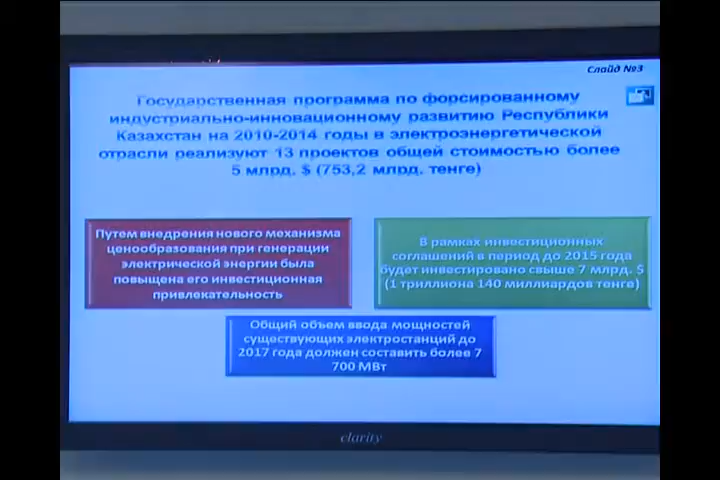 Слайд №3
Государственная программа по форсированному
индустриально-инновационному развитию Республики
Казахстан на 2010-2014 годы в электроэнергетической
отрасли реализуют 13 проектов общей стоимостью более
5 млрд. $ (753,2 млрд. тенге)
Путем внедрения нового механизма
ценообразования при генерации
электрической энергии была
повышена его инвестиционная
привлекательность
В рамках инвестиционных
соглашений в период до 2015 года
будет инвестировано свыше 7 млрд. $
(1 триллиона 140 миллиардов тенге)
Общий объем ввода мощностей
существующих электростанций до
2017 года должен составить более 7
700 МВт
clarity